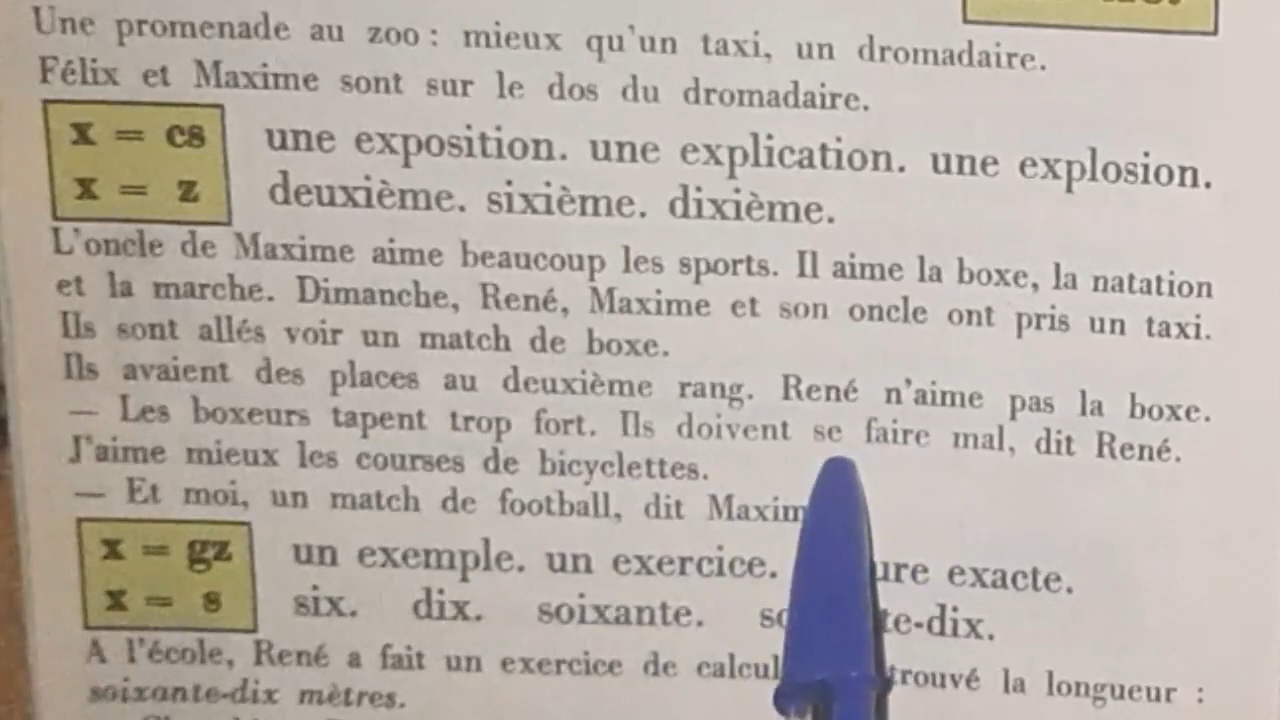 Une promenade au zoo : mieux qu'un taxi, un dromadaire.
Félix et Maxime sont sur le dos du dromadaire.
x = cs une exposition. une explication. une explosion.
x = z deuxième. sixième. dixième.
L'oncle de Maxime aime beaucoup les sports. Il aime la boxe, la natation
et la marche. Dimanche, René, Maxime et son oncle ont pris un taxi.
Ils sont allés voir un match de boxe.
Ils avaient des places au deuxième rang. René n'aime pas la boxe.
— Les boxeurs tapent trop fort. Ils doivent se faire mal, dit René.
J'aime mieux les courses de bicyclettes.
— Et moi, un match de football, dit Maxim
x = gz un exemple. un exercice. exacte.
x = s six. dix. soixante. te-dix.
A l'école, René a fait un exercice de calcul trouvé la longueur :
soixante-dix mètres.